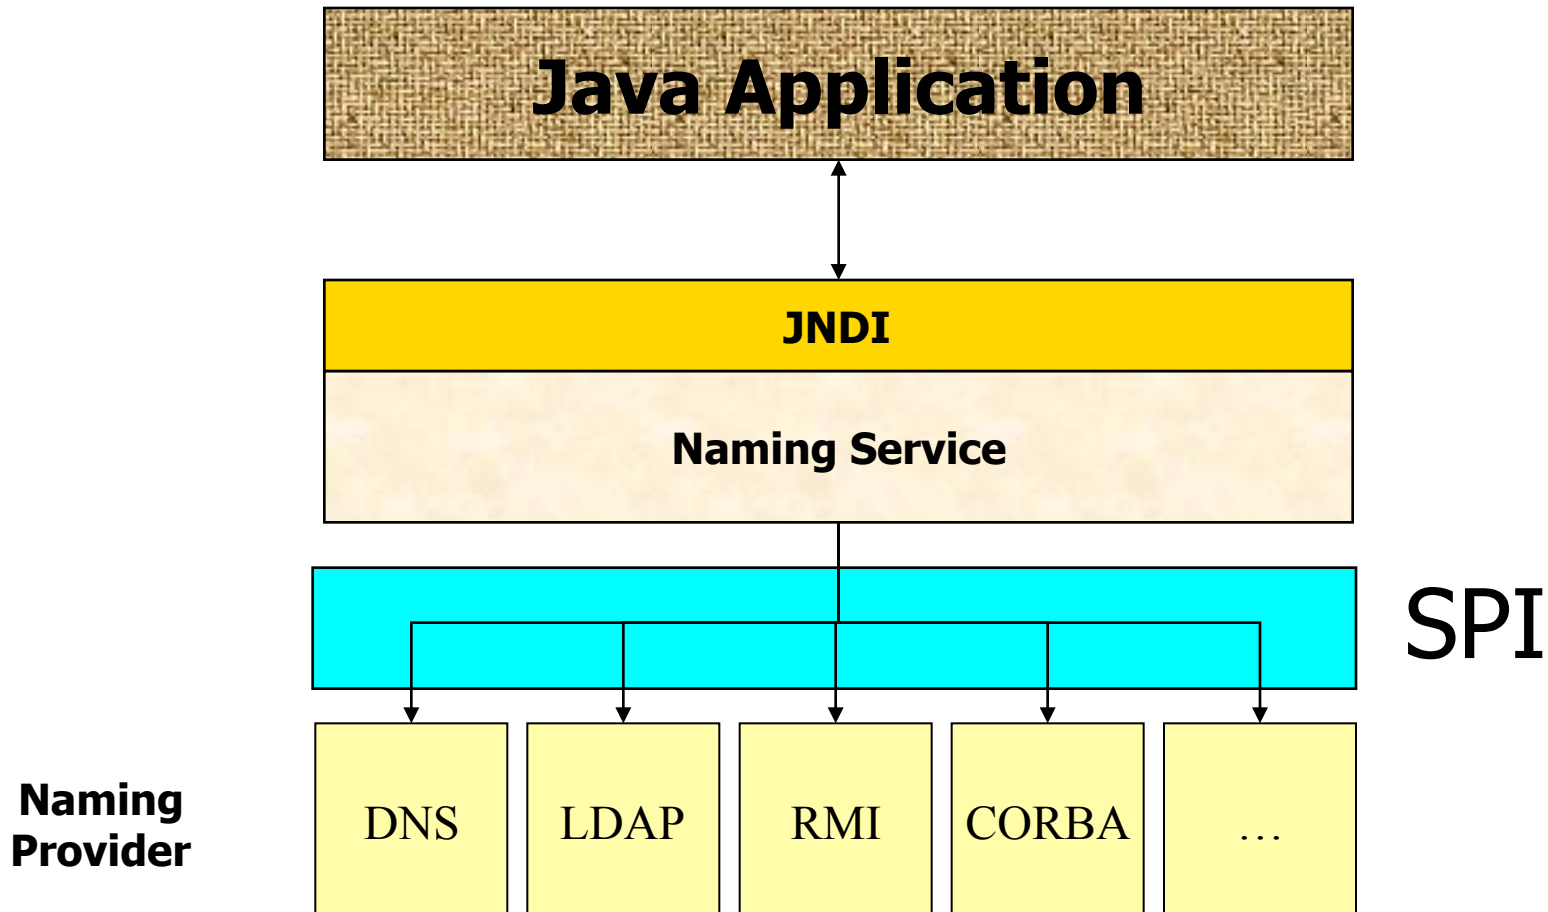 Java Application
JNDI
Naming Service
SPI
Naming
Provider
DNS
LDAP
RMI
CORBA
…